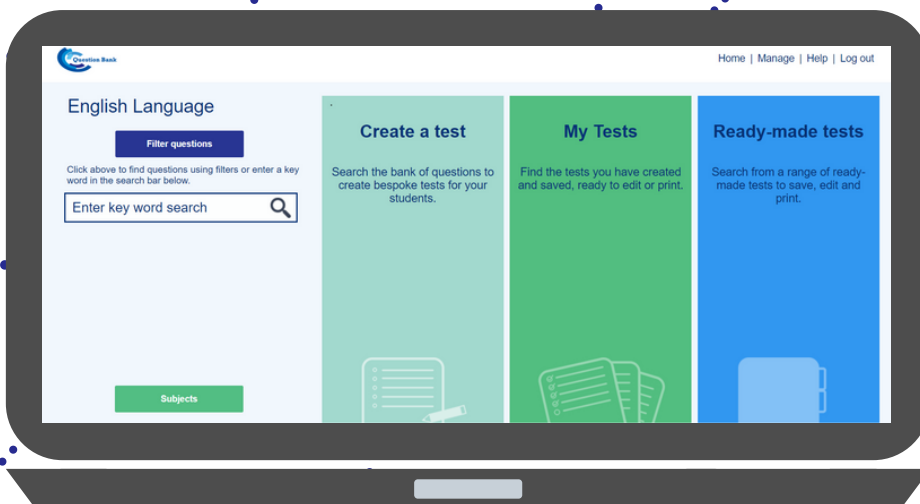 Question Bank
Home | Manage | Help | Log out
English Language
Filter questions
Click above to find questions using filters or enter a key
word in the search bar below.
Enter key word search
Subjects
Create a test
Search the bank of questions to
create bespoke tests for your
students.
My Tests
Find the tests you have created
and saved, ready to edit or print.
Ready-made tests
Search from a range of ready-
made tests to save, edit and
print.